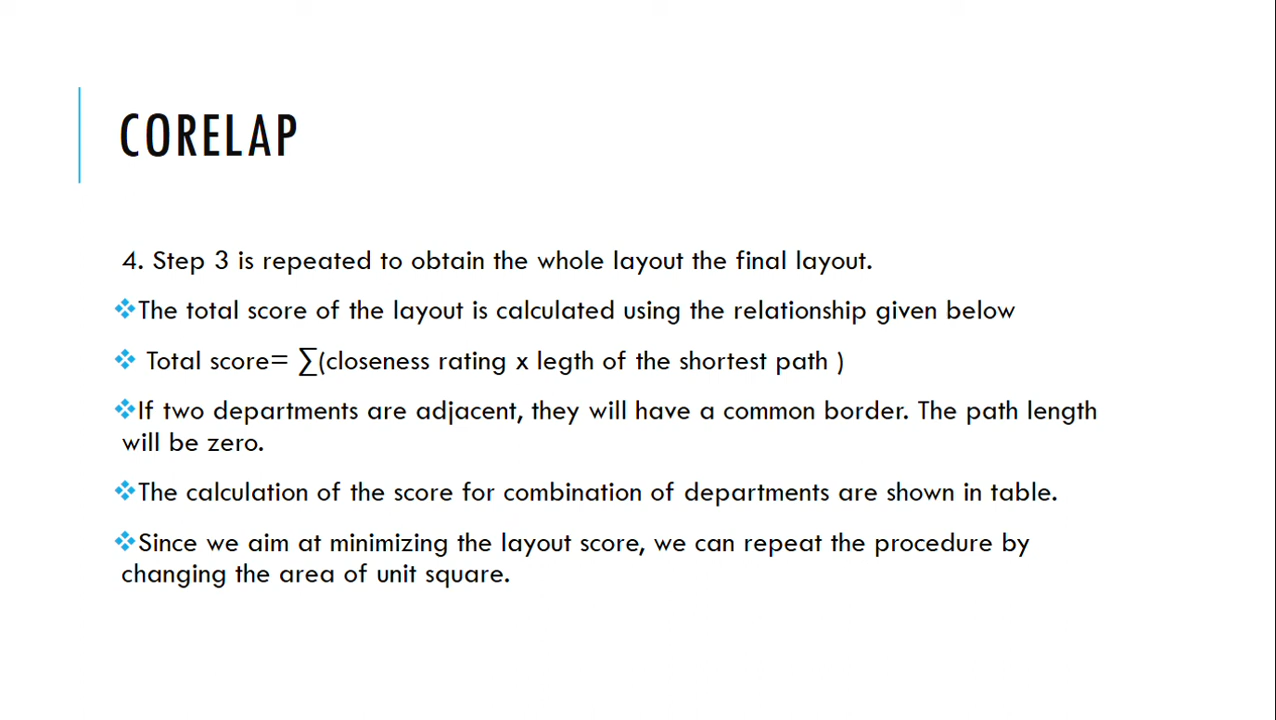 CORELAP
4. Step 3 is repeated to obtain the whole layout the final layout.
❖The total score of the layout is calculated using the relationship given below
❖ Total score= ∑(closeness rating x legth of the shortest path )
❖If two departments are adjacent, they will have a common border. The path length
will be zero.
❖The calculation of the score for combination of departments are shown in table.
❖Since we aim at minimizing the layout score, we can repeat the procedure by
changing the area of unit square.